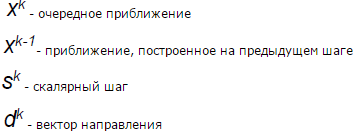 x^k - очередное приближение
x^{k-1} - приближение, построенное на предыдущем шаге
s^k - скалярный шаг
d^k - вектор направления